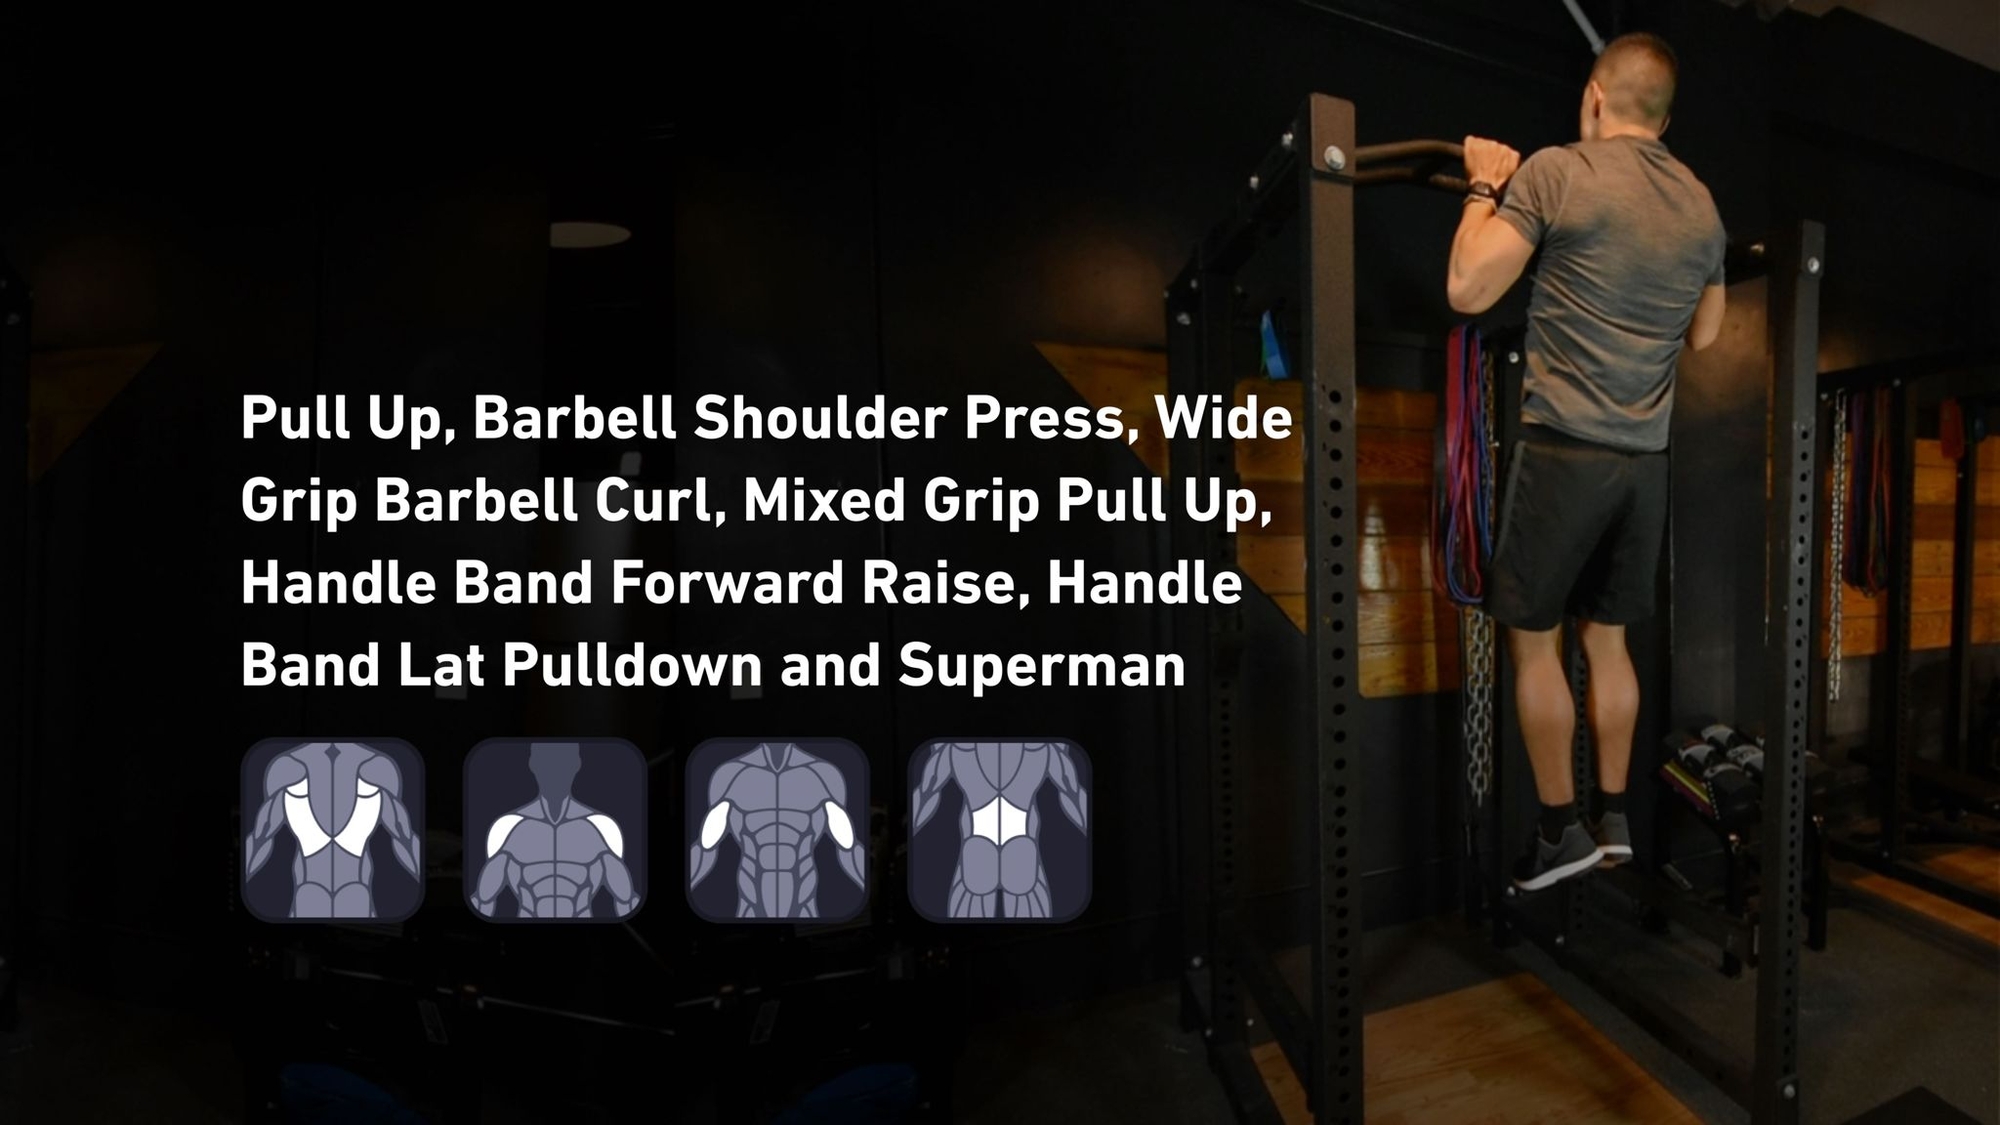 Pull Up, Barbell Shoulder Press, Wide
Grip Barbell Curl, Mixed Grip Pull Up,
Handle Band Forward Raise, Handle
Band Lat Pulldown and Superman